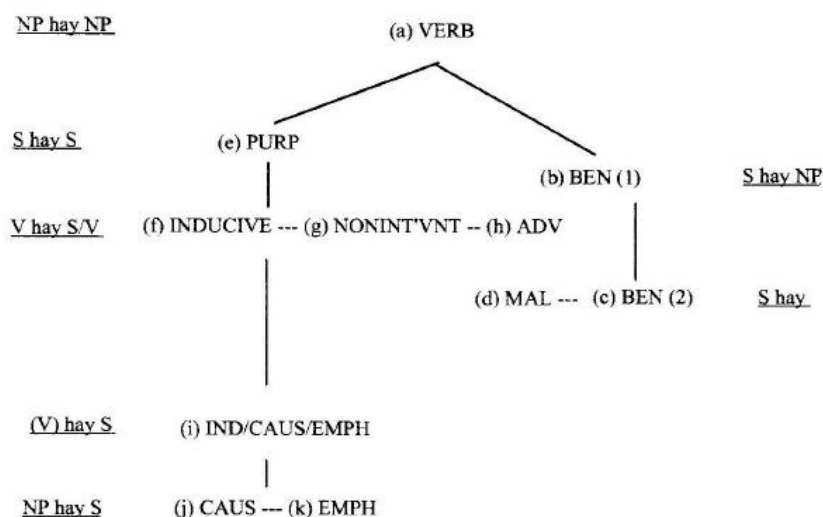 NP hay NP (a) VERB
S hay S (e) PURP
(b) BEN (1) S hay NP
V hay S/V (f) INDUCIVE --- (g) NONINT'VNT -- (h) ADV
(d) MAL --- (c) BEN (2) S hay
(V) hay S (i) IND/CAUS/EMPH
NP hay S (j) CAUS --- (k) EMPH